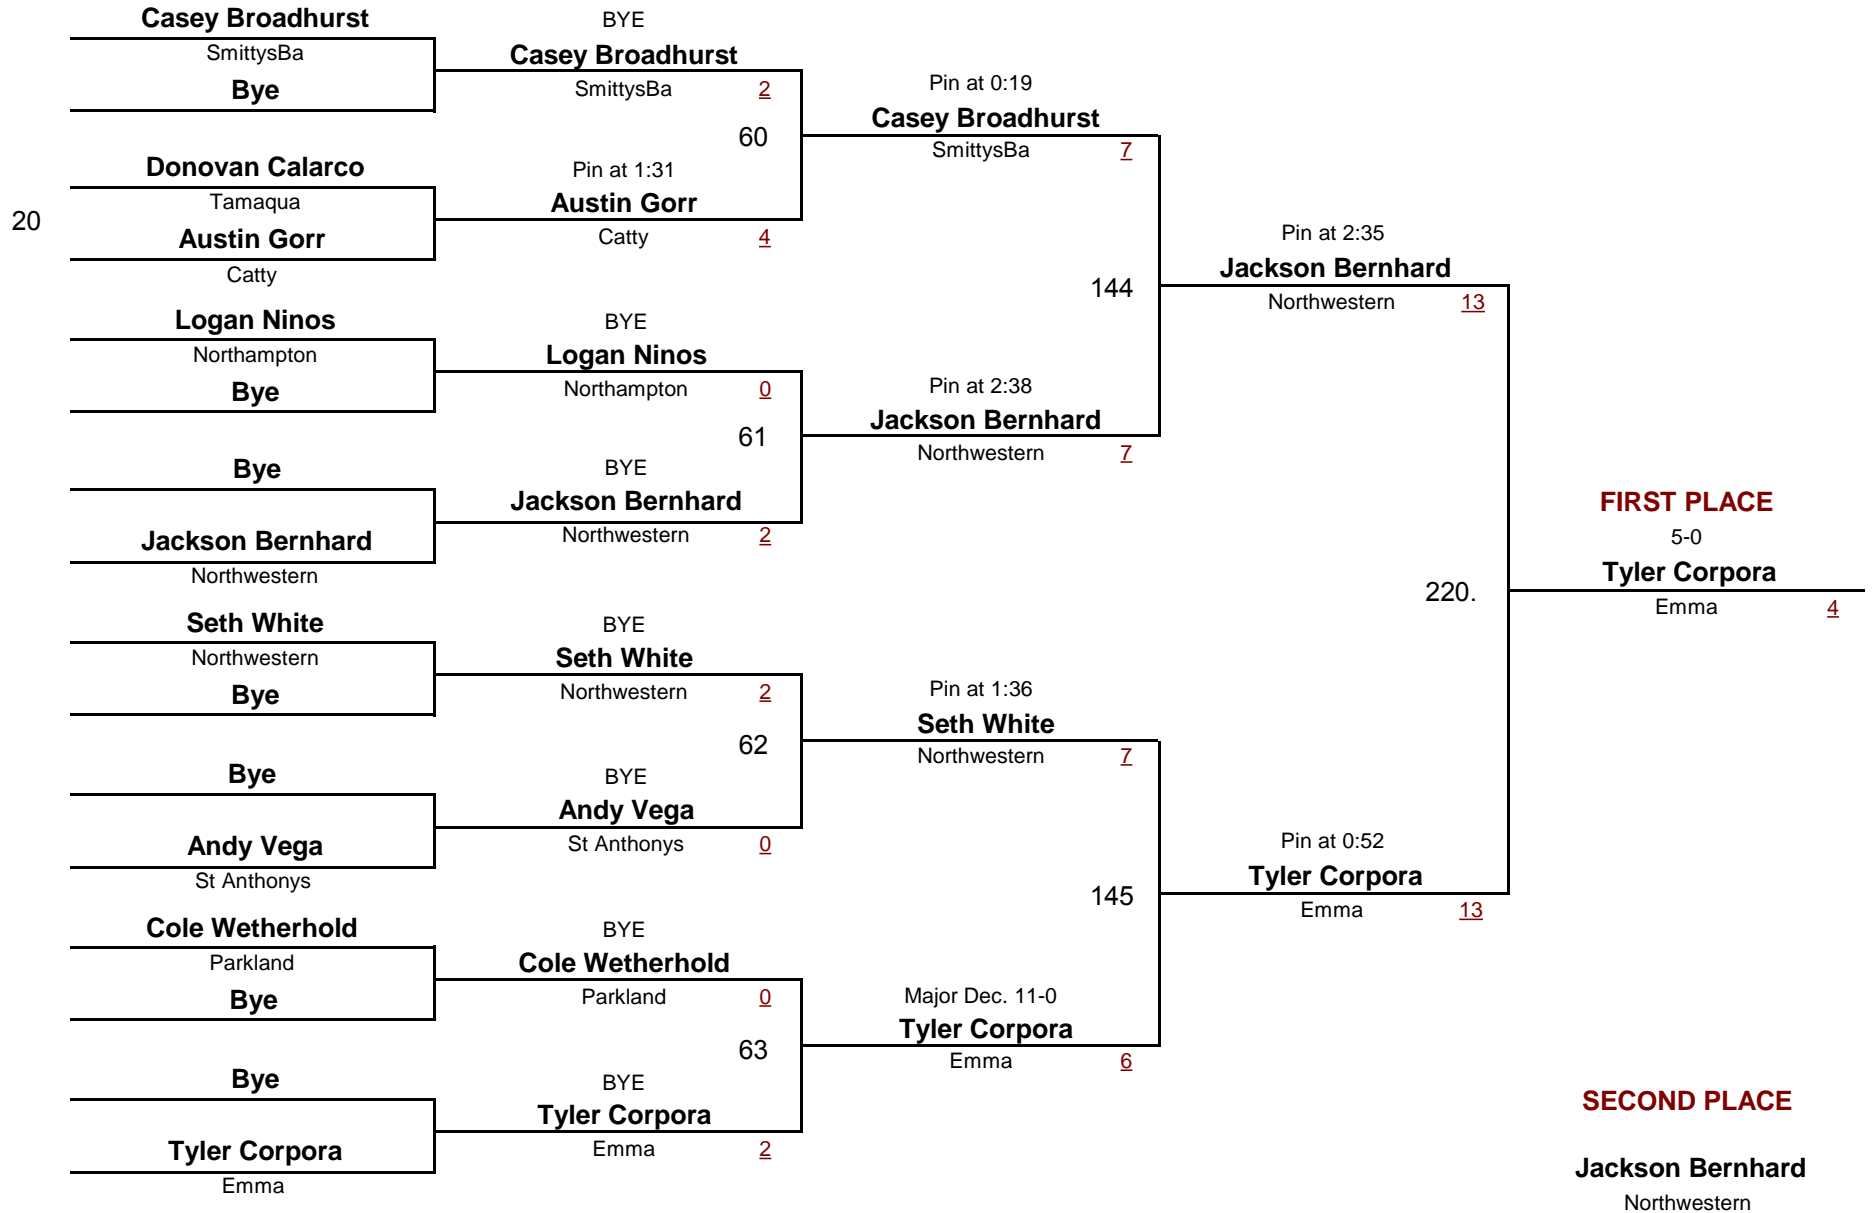 Casey Broadhurst
SmittysBa
Bye
20
Donovan Calarco
Tamaqua
Austin Gorr
Catty
Logan Ninos
Northampton
Bye
Bye
Jackson Bernhard
Northwestern
Seth White
Northwestern
Bye
Bye
Andy Vega
St Anthonys
Cole Wetherhold
Parkland
Bye
Bye
Tyler Corpora
Emma
BYE
Casey Broadhurst
SmittysBa 2
60
Pin at 1:31
Austin Gorr
Catty 4
BYE
Logan Ninos
Northampton 0
61
BYE
Jackson Bernhard
Northwestern 2
BYE
Seth White
Northwestern 2
62
BYE
Andy Vega
St Anthonys 0
BYE
Cole Wetherhold
Parkland 0
63
BYE
Tyler Corpora
Emma 2
Pin at 0:19
Casey Broadhurst
SmittysBa 7
144
Pin at 2:38
Jackson Bernhard
Northwestern 7
Pin at 1:36
Seth White
Northwestern 7
145
Major Dec. 11-0
Tyler Corpora
Emma 6
Pin at 2:35
Jackson Bernhard
Northwestern 13
220.
Pin at 0:52
Tyler Corpora
Emma 13
FIRST PLACE
5-0
Tyler Corpora
Emma 4
SECOND PLACE
Jackson Bernhard
Northwestern